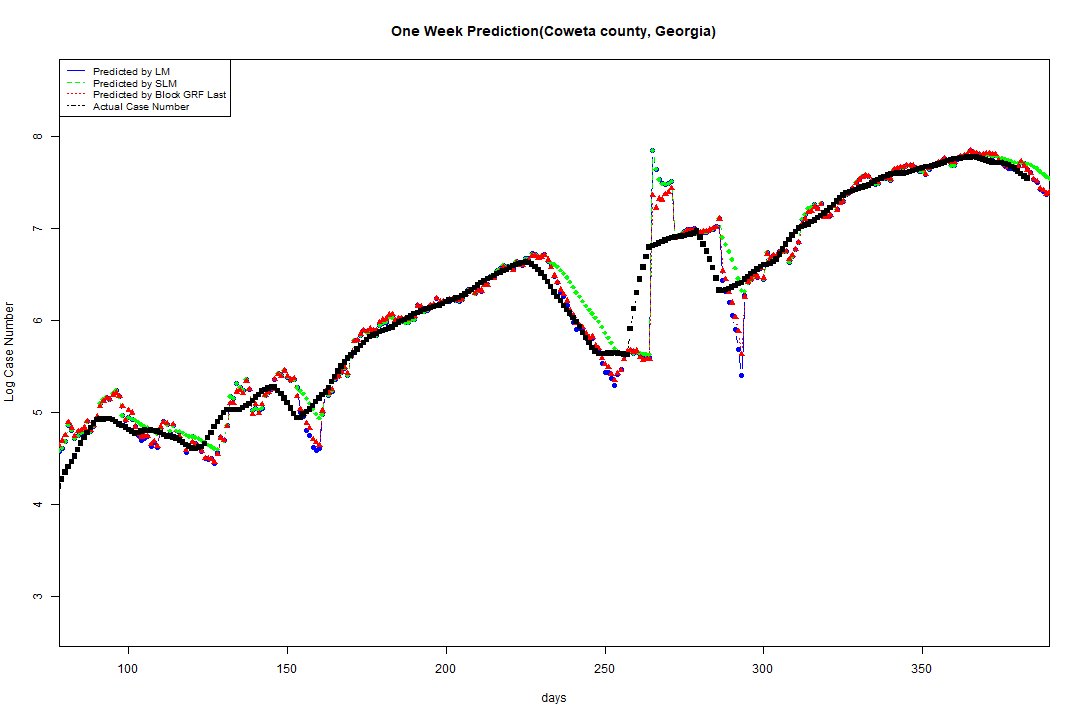 One Week Prediction(Coweta county, Georgia)
Predicted by LM
Predicted by SLM
Predicted by Block GRF Last
Actual Case Number
Log Case Number
8
7
6
5
4
3
100 150 200 250 300 350
days